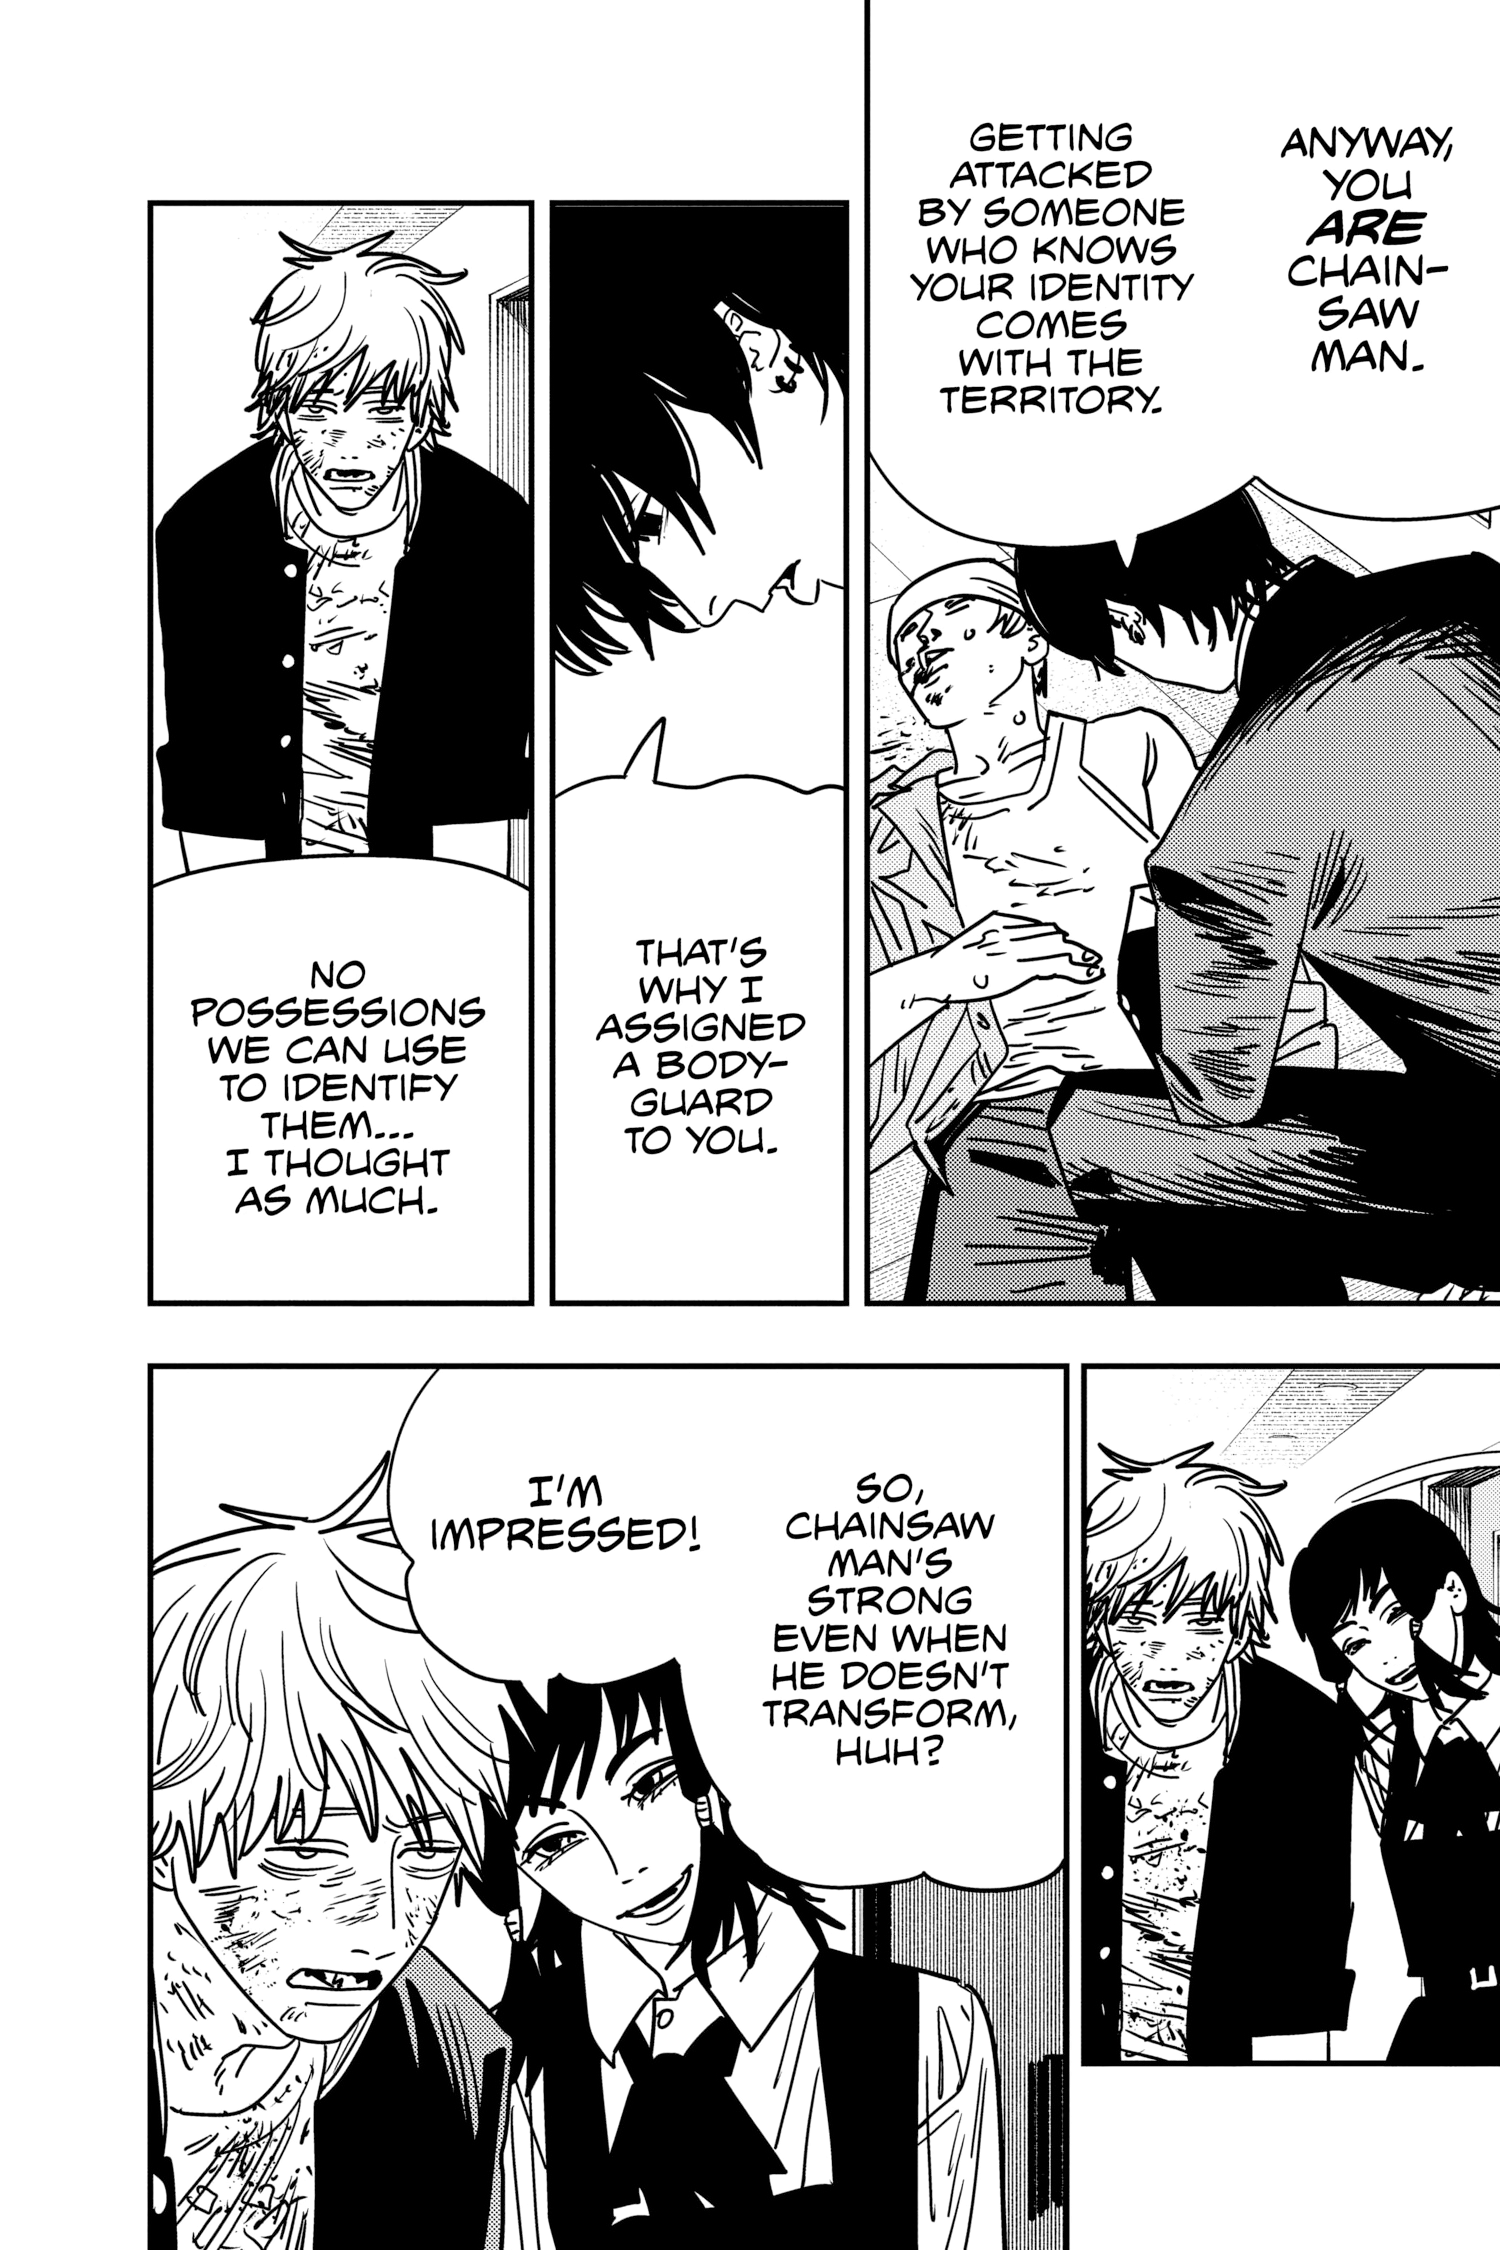 ANYWAY,
YOU
ARE
CHAIN-
SAW
MAN.
GETTING
ATTACKED
BY SOMEONE
WHO KNOWS
YOUR IDENTITY
COMES
WITH THE
TERRITORY.
THAT'S
WHY I
ASSIGNED
A BODY-
GUARD
TO YOU.
NO
POSSESSIONS
WE CAN USE
TO IDENTIFY
THEM...
I THOUGHT
AS MUCH.
SO,
CHAINSAW
MAN'S
STRONG
EVEN WHEN
HE DOESN'T
TRANSFORM,
HUH?
I'M
IMPRESSED!